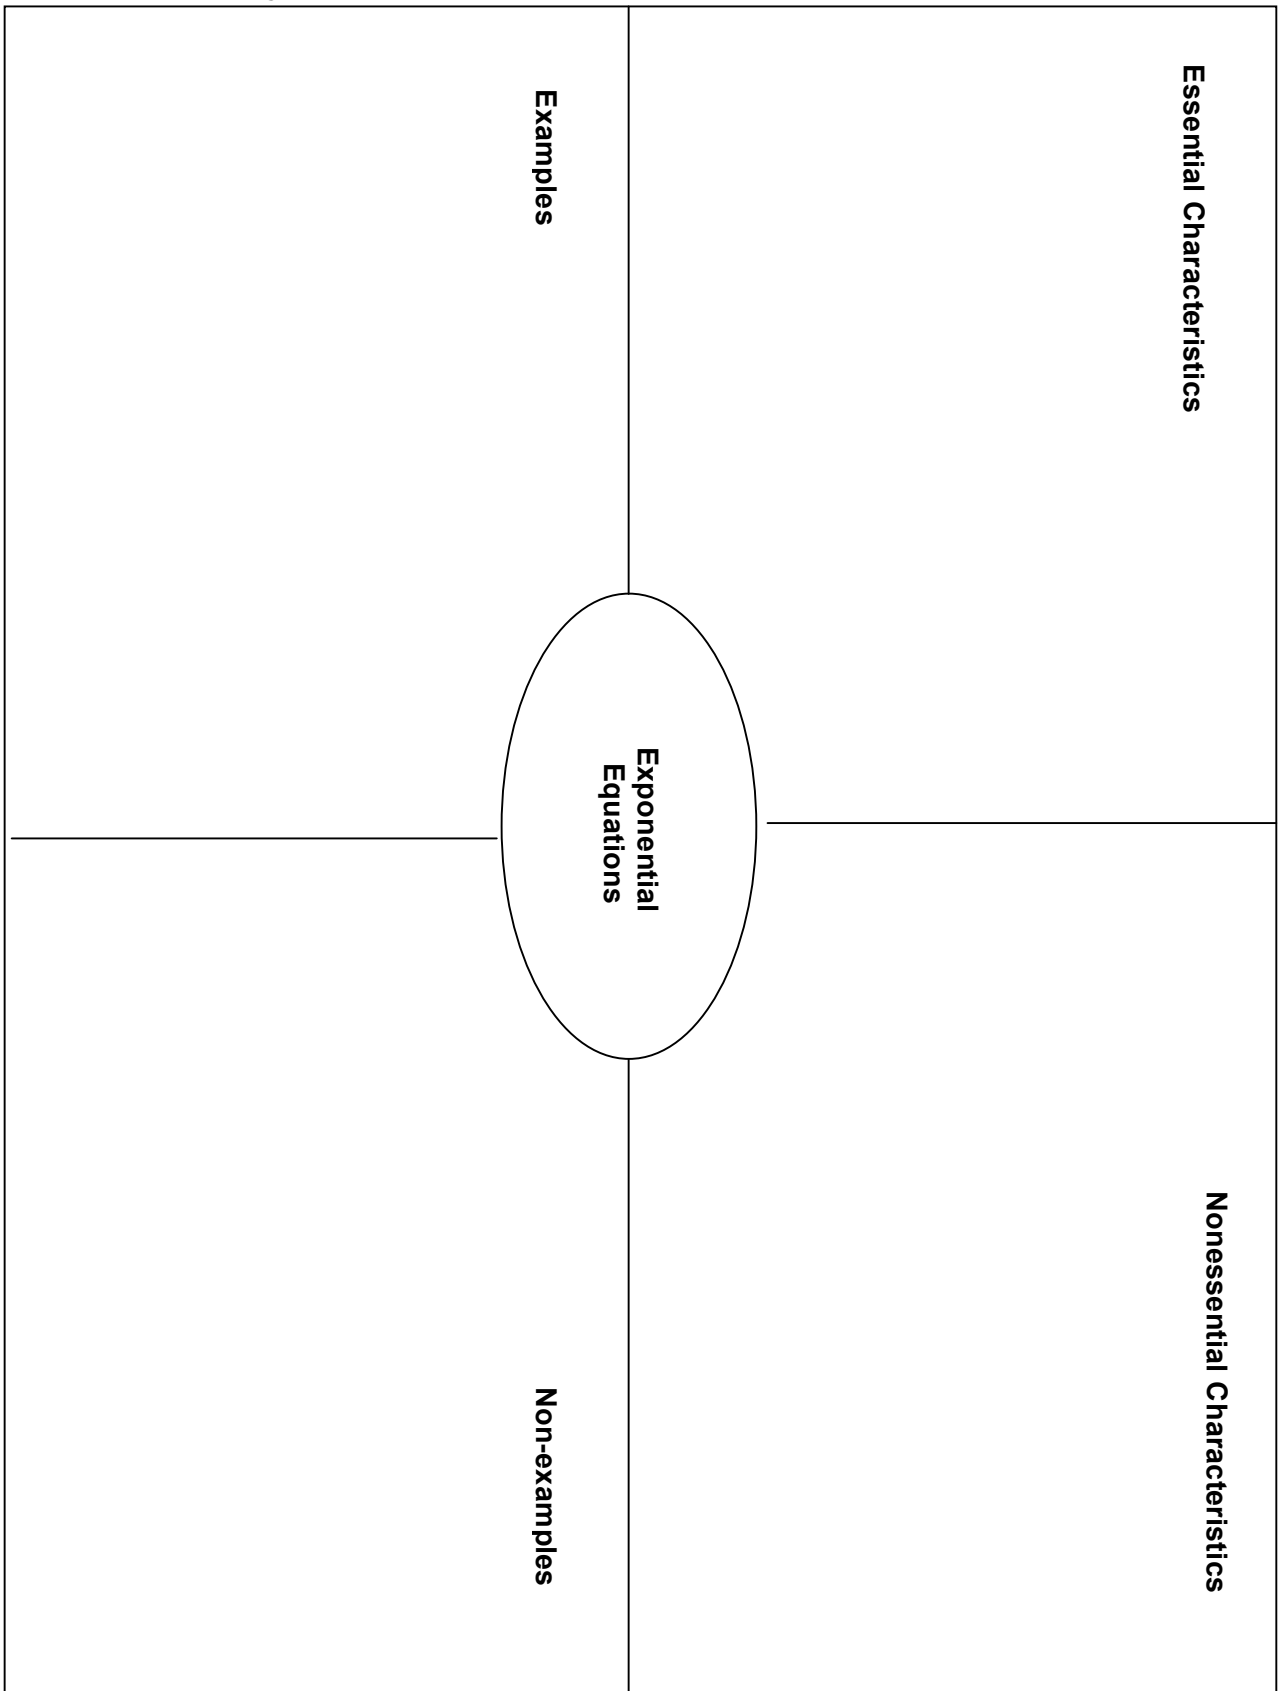 Essential Characteristics
Nonessential Characteristics
Exponential
Equations
Examples
Non-examples